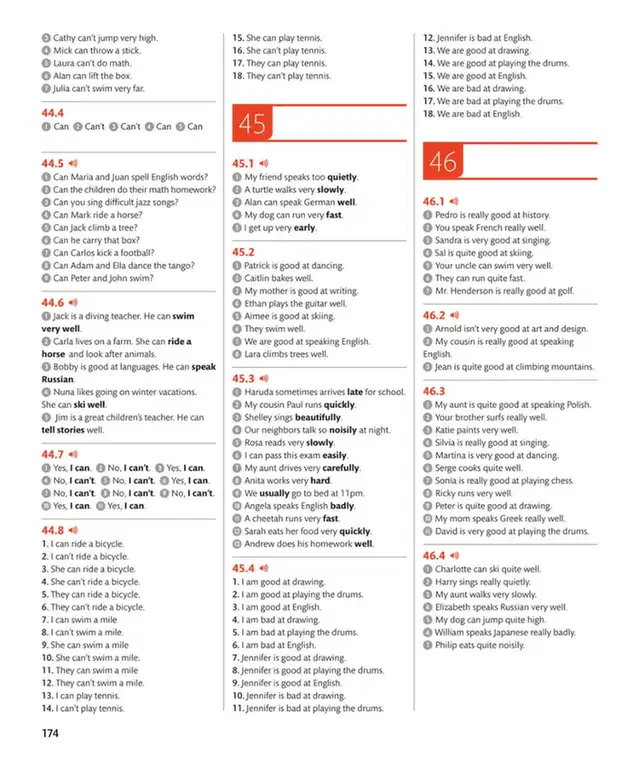 ③ Cathy can't jump very high.
④ Mick can throw a stick.
⑤ Laura can't do math.
⑥ Alan can lift the box.
⑦ Julia can't swim very far.
44.4
① Can ② Can't ③ Can't ④ Can ⑤ Can
44.5
① Can Maria and Juan spell English words?
② Can the children do their math homework?
③ Can you sing difficult jazz songs?
④ Can Mark ride a horse?
⑤ Can Jack climb a tree?
⑥ Can he carry that box?
⑦ Can Carlos kick a football?
⑧ Can Adam and Ella dance the tango?
⑨ Can Peter and John swim?
44.6
① Jack is a diving teacher. He can swim
very well.
② Carla lives on a farm. She can ride a
horse and look after animals.
③ Bobby is good at languages. He can speak
Russian.
④ Nuna likes going on winter vacations.
She can ski well.
⑤ Jim is a great children's teacher. He can
tell stories well.
44.7
① Yes, I can. ② No, I can't. ③ Yes, I can.
④ No, I can't. ⑤ No, I can't. ⑥ Yes, I can.
⑦ No, I can't. ⑧ No, I can't. ⑨ No, I can't.
⑩ Yes, I can. ⑪ Yes, I can.
44.8
1. I can ride a bicycle.
2. I can't ride a bicycle.
3. She can ride a bicycle.
4. She can't ride a bicycle.
5. They can ride a bicycle.
6. They can't ride a bicycle.
7. I can swim a mile
8. I can't swim a mile.
9. She can swim a mile
10. She can't swim a mile.
11. They can swim a mile
12. They can't swim a mile.
13. I can play tennis.
14. I can't play tennis.
15. She can play tennis.
16. She can't play tennis.
17. They can play tennis.
18. They can't play tennis.
45
45.1
① My friend speaks too quietly.
② A turtle walks very slowly.
③ Alan can speak German well.
④ My dog can run very fast.
⑤ I get up very early.
45.2
① Patrick is good at dancing.
② Caitlin bakes well.
③ My mother is good at writing.
④ Ethan plays the guitar well.
⑤ Aimee is good at skiing.
⑥ They swim well.
⑦ We are good at speaking English.
⑧ Lara climbs trees well.
45.3
① Haruda sometimes arrives late for school.
② My cousin Paul runs quickly.
③ Shelley sings beautifully.
④ Our neighbors talk so noisily at night.
⑤ Rosa reads very slowly.
⑥ I can pass this exam easily.
⑦ My aunt drives very carefully.
⑧ Anita works very hard.
⑨ We usually go to bed at 11pm.
⑩ Angela speaks English badly.
⑪ A cheetah runs very fast.
⑫ Sarah eats her food very quickly.
⑬ Andrew does his homework well.
45.4
1. I am good at drawing.
2. I am good at playing the drums.
3. I am good at English.
4. I am bad at drawing.
5. I am bad at playing the drums.
6. I am bad at English.
7. Jennifer is good at drawing.
8. Jennifer is good at playing the drums.
9. Jennifer is good at English.
10. Jennifer is bad at drawing.
11. Jennifer is bad at playing the drums.
12. Jennifer is bad at English.
13. We are good at drawing.
14. We are good at playing the drums.
15. We are good at English.
16. We are bad at drawing.
17. We are bad at playing the drums.
18. We are bad at English.
46
46.1
① Pedro is really good at history.
② You speak French really well.
③ Sandra is very good at singing.
④ Sal is quite good at skiing.
⑤ Your uncle can swim very well.
⑥ They can run quite fast.
⑦ Mr. Henderson is really good at golf.
46.2
① Arnold isn't very good at art and design.
② My cousin is really good at speaking
English.
③ Jean is quite good at climbing mountains.
46.3
① My aunt is quite good at speaking Polish.
② Your brother surfs really well.
③ Katie paints very well.
④ Silvia is really good at singing.
⑤ Martina is very good at dancing.
⑥ Serge cooks quite well.
⑦ Sonia is really good at playing chess.
⑧ Ricky runs very well.
⑨ Peter is quite good at drawing.
⑩ My mom speaks Greek really well.
⑪ David is very good at playing the drums.
46.4
① Charlotte can ski quite well.
② Harry sings really quietly.
③ My aunt walks very slowly.
④ Elizabeth speaks Russian very well.
⑤ My dog can jump quite high.
⑥ William speaks Japanese really badly.
⑦ Philip eats quite noisily.
174